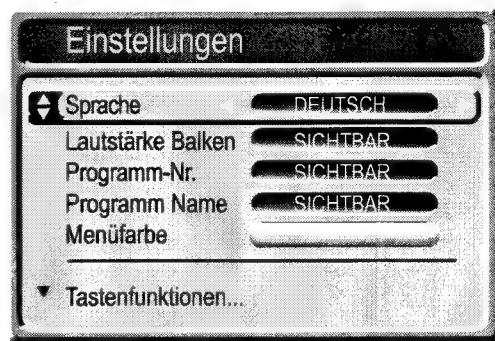 Einstellungen
Sprache DEUTSCH
Lautstärke Balken SICHTBAR
Programm-Nr. SICHTBAR
Programm Name SICHTBAR
Menüfarbe
Tastenfunktionen...